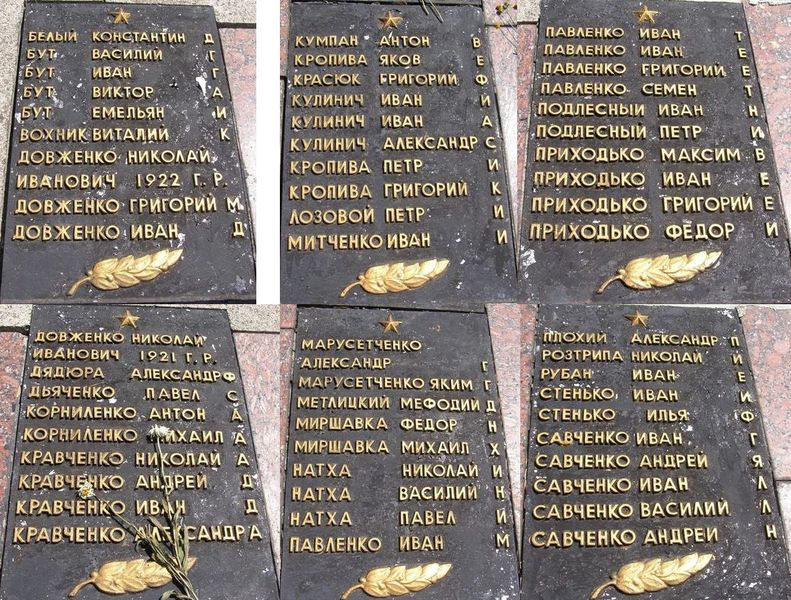 БЕЛЫЙ КОНСТАНТИН Д
БУТ ВАСИЛИЙ Г
БУТ ИВАН Г
БУТ ВИКТОР А
БУТ ЕМЕЛЬЯН И
ВОХНИК ВИТАЛИЙ К
ДОВЖЕНКО НИКОЛАЙ
ИВАНОВИЧ 1922 Г. Р.
ДОВЖЕНКО ГРИГОРИЙ М
ДОВЖЕНКО ИВАН Д
КУМПАН АНТОН В
КРОПИВА ЯКОВ Е
КРАСЮК ГРИГОРИЙ Ф
КУЛИНИЧ ИВАН И
КУЛИНИЧ ИВАН А
КУЛИНИЧ АЛЕКСАНДР С
КРОПИВА ПЕТР И
КРОПИВА ГРИГОРИЙ К
ЛОЗОВОЙ ПЕТР И
МИТЧЕНКО ИВАН И
ПАВЛЕНКО ИВАН Т
ПАВЛЕНКО ИВАН Е
ПАВЛЕНКО ГРИГОРИЙ Е
ПАВЛЕНКО СЕМЕН Т
ПОДЛЕСНЫЙ ИВАН Н
ПОДЛЕСНЫЙ ПЕТР И
ПРИХОДЬКО МАКСИМ В
ПРИХОДЬКО ИВАН Е
ПРИХОДЬКО ГРИГОРИЙ Е
ПРИХОДЬКО ФЕДОР И
ДОВЖЕНКО НИКОЛАЙ
ИВАНОВИЧ 1921 Г. Р.
ДЯДЮРА АЛЕКСАНДР Ф
ДЬЯЧЕНКО ПАВЕЛ С
КОРНИЛЕНКО АНТОН А
КОРНИЛЕНКО МИХАИЛ А
КРАВЧЕНКО НИКОЛАЙ А
КРАВЧЕНКО АНДРЕЙ Д
КРАВЧЕНКО ИВАН Д
КРАВЧЕНКО АЛЕКСАНДР А
МАРУСЕТЧЕНКО
АЛЕКСАНДР Г
МАРУСЕТЧЕНКО ЯКИМ Г
МЕТЛИЦКИЙ МЕФОДИЙ Д
МИРШАВКА ФЕДОР Н
МИРШАВКА МИХАИЛ Х
НАТХА НИКОЛАЙ И
НАТХА ВАСИЛИЙ Н
НАТХА ПАВЕЛ И
ПАВЛЕНКО ИВАН М
ПЛОХИЙ АЛЕКСАНДР П
РОЗТРИПА НИКОЛАЙ И
РУБАН ИВАН Е
СТЕНЬКО ИВАН И
СТЕНЬКО ИЛЬЯ Ф
САВЧЕНКО ИВАН Г
САВЧЕНКО АНДРЕЙ Я
САВЧЕНКО ИВАН Л
САВЧЕНКО ВАСИЛИЙ Л
САВЧЕНКО АНДРЕЙ Н